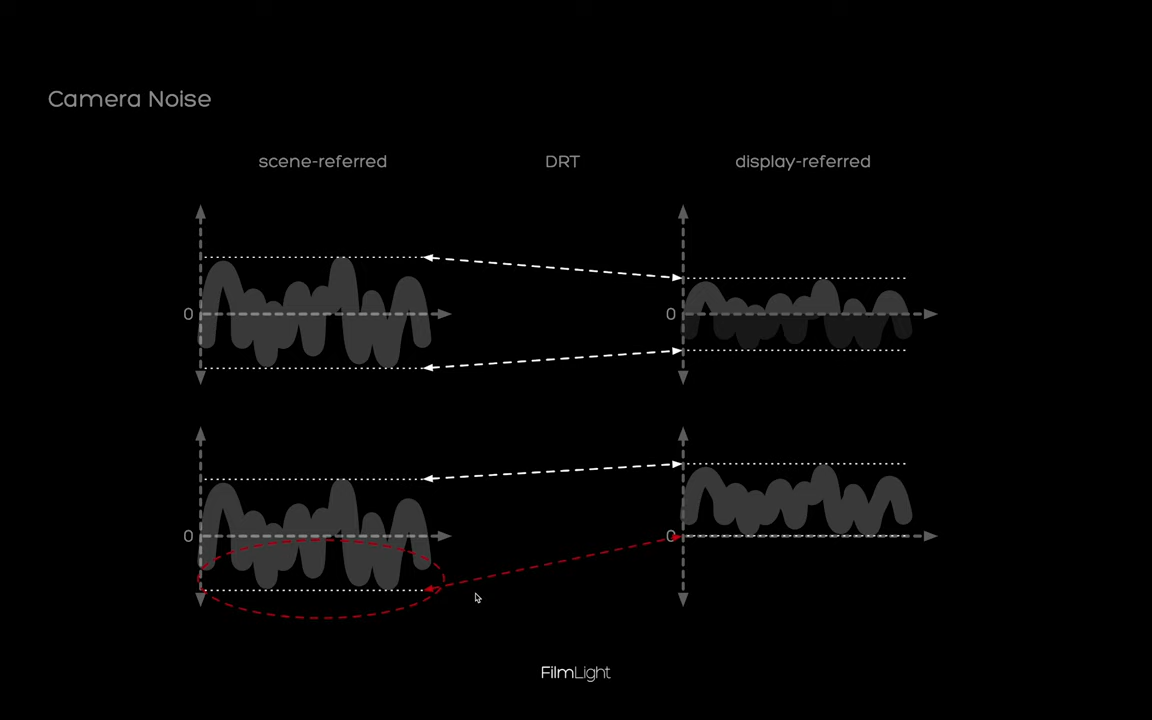 Camera Noise
scene-referred
DRT
display-referred
0
0
0
0
FilmLight